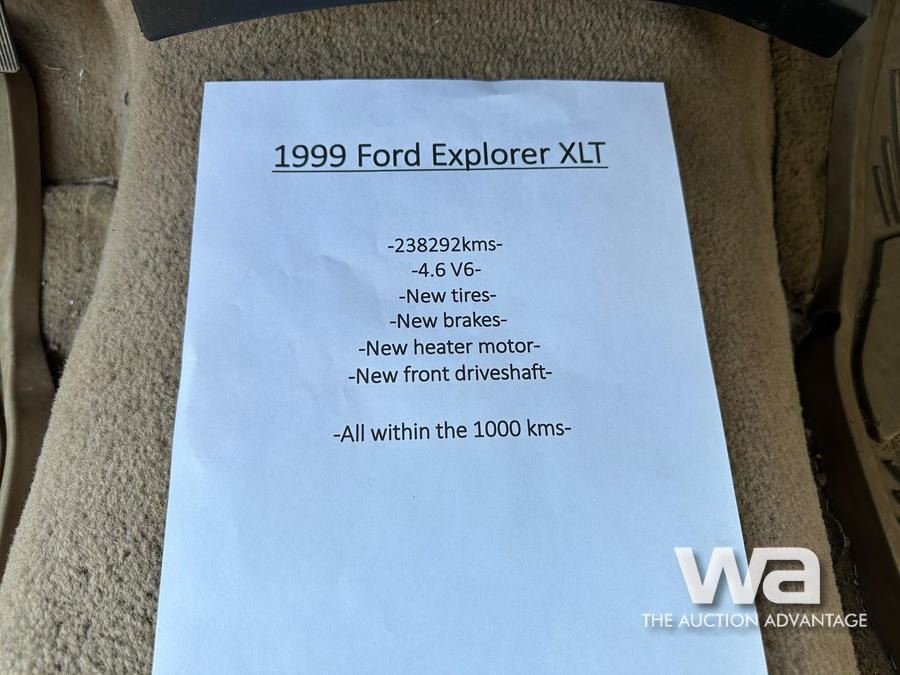 1999 Ford Explorer XLT
-238292kms-
-4.6 V6-
-New tires-
-New brakes-
-New heater motor-
-New front driveshaft-
-All within the 1000 kms-
wa
THE AUCTION ADVANTAGE